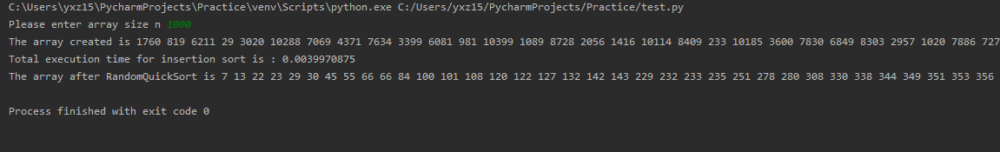 C:\Users\yxz15\PycharmProjects\Practice\venv\Scripts\python.exe C:/Users/yxz15/PycharmProjects/Practice/test.py
Please enter array size n 1000
The array created is 1760 819 6211 29 3020 10288 7069 4371 7634 3399 6081 981 10399 1089 8728 2056 1416 10114 8409 233 10185 3600 7830 6849 8303 2957 1020 7886 727
Total execution time for insertion sort is : 0.0039970875
The array after RandomQuickSort is 7 13 22 23 29 30 45 55 66 66 84 100 101 108 120 122 127 132 142 143 229 232 233 235 251 278 280 308 330 338 344 349 351 353 356
Process finished with exit code 0